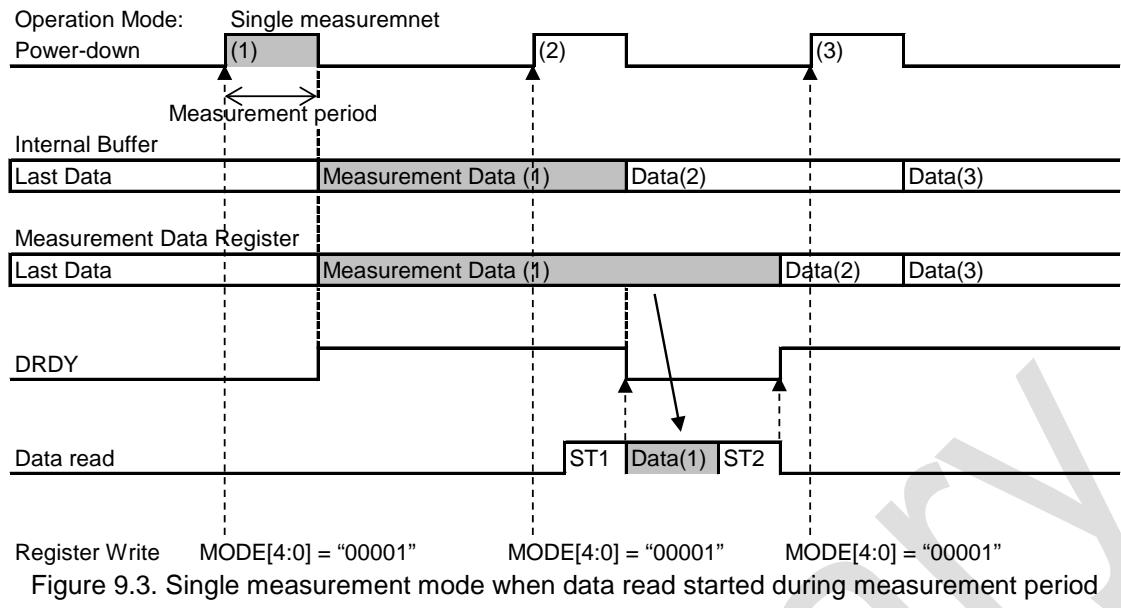 Operation Mode: Single measuremnet
Power-down (1) (2) (3)
Measurement period
Internal Buffer
Last Data Measurement Data (1) Data(2) Data(3)
Measurement Data Register
Last Data Measurement Data (1) Data(2) Data(3)
DRDY
Data read ST1 Data(1) ST2
Register Write MODE[4:0] = “00001” MODE[4:0] = “00001” MODE[4:0] = “00001”
Figure 9.3. Single measurement mode when data read started during measurement period